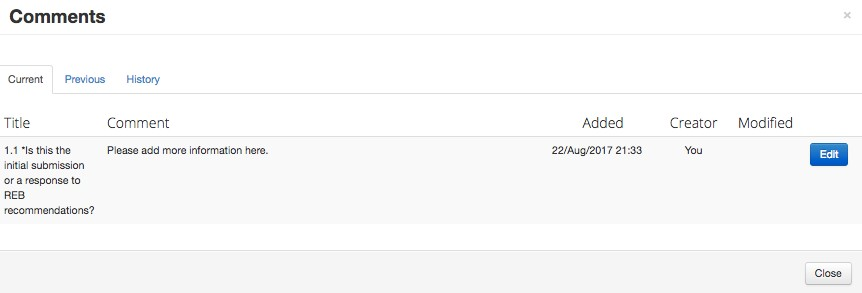 Comments
×
Current Previous History
Title Comment Added Creator Modified
1.1 *Is this the Please add more information here. 22/Aug/2017 21:33 You Edit
initial submission
or a response to
REB
recommendations?
Close